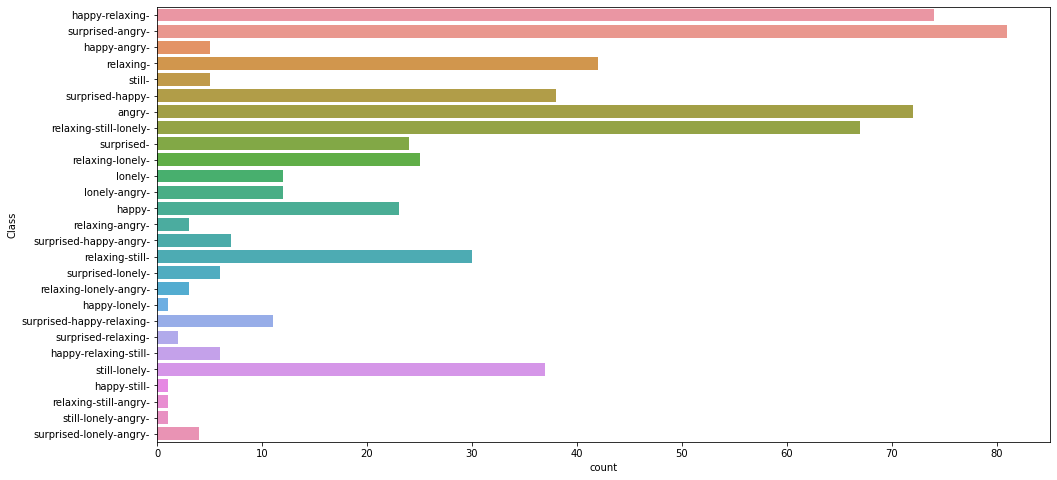 happy-relaxing-
surprised-angry-
happy-angry-
relaxing-
still-
surprised-happy-
angry-
relaxing-still-lonely-
surprised-
relaxing-lonely-
lonely-
lonely-angry-
happy-
relaxing-angry-
surprised-happy-angry-
relaxing-still-
surprised-lonely-
relaxing-lonely-angry-
happy-lonely-
surprised-happy-relaxing-
surprised-relaxing-
happy-relaxing-still-
still-lonely-
happy-still-
relaxing-still-angry-
still-lonely-angry-
surprised-lonely-angry-
Class
0 10 20 30 40 50 60 70 80
count